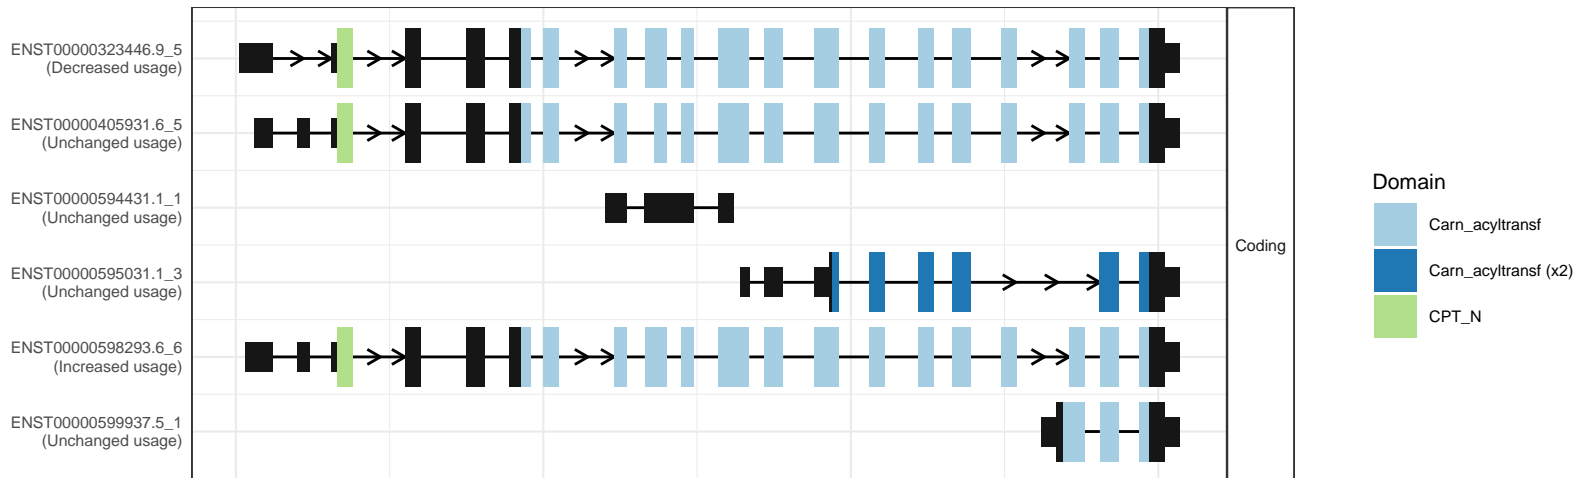 ENST00000323446.9_5
(Decreased usage)
ENST00000405931.6_5
(Unchanged usage)
ENST00000594431.1_1
(Unchanged usage)
ENST00000595031.1_3
(Unchanged usage)
ENST00000598293.6_6
(Increased usage)
ENST00000599937.5_1
(Unchanged usage)
Coding
Domain
Carn_acyltransf
Carn_acyltransf (x2)
CPT_N